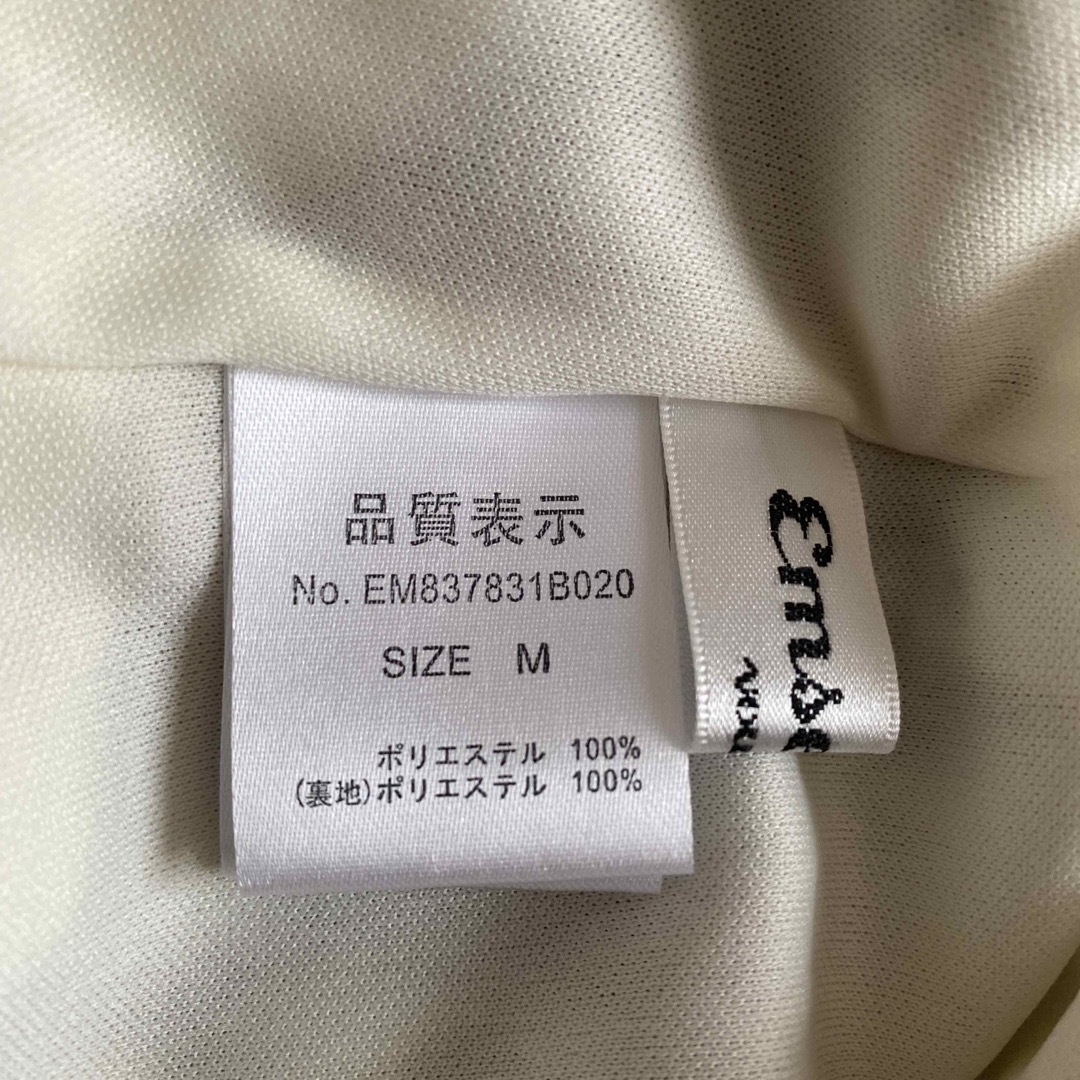 品質表示
No. EM837831B020
SIZE M
ポリエステル 100%
(裏地)ポリエステル 100%